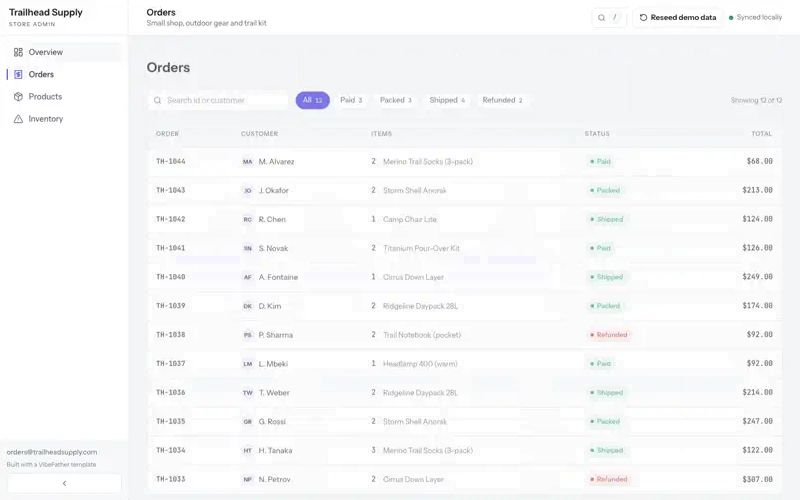 Trailhead Supply
STORE ADMIN
Overview
Orders
Products
Inventory
orders@trailheadsupply.com
Built with a VibeFather template
Orders
Small shop, outdoor gear and trail kit
/
Reseed demo data
Synced locally
Orders
Search id or customer
All 12
Paid 3
Packed 3
Shipped 4
Refunded 2
Showing 12 of 12
ORDER CUSTOMER ITEMS STATUS TOTAL
TH-1044 MA M. Alvarez 2 Merino Trail Socks (3-pack) Paid $68.00
TH-1043 JO J. Okafor 2 Storm Shell Anorak Packed $213.00
TH-1042 RC R. Chen 1 Camp Chair Lite Shipped $124.00
TH-1041 SN S. Novak 2 Titanium Pour-Over Kit Paid $126.00
TH-1040 AF A. Fontaine 1 Cirrus Down Layer Shipped $249.00
TH-1039 DK D. Kim 2 Ridgeline Daypack 28L Packed $174.00
TH-1038 PS P. Sharma 2 Trail Notebook (pocket) Refunded $92.00
TH-1037 LM L. Mbeki 1 Headlamp 400 (warm) Paid $92.00
TH-1036 TW T. Weber 2 Ridgeline Daypack 28L Shipped $214.00
TH-1035 GR G. Rossi 2 Storm Shell Anorak Packed $247.00
TH-1034 HT H. Tanaka 3 Merino Trail Socks (3-pack) Shipped $122.00
TH-1033 NP N. Petrov 2 Cirrus Down Layer Refunded $307.00